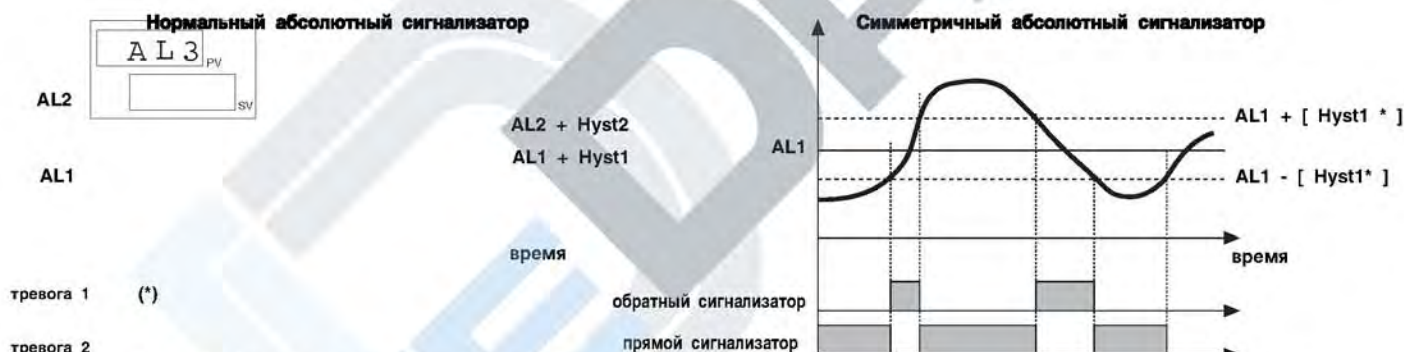 Нормальный абсолютный сигнализатор
AL3
PV
SV
AL2
AL1
AL2 + Hyst2
AL1 + Hyst1
время
тревога 1 (*)
тревога 2
Симметричный абсолютный сигнализатор
AL1
AL1 + [ Hyst1 * ]
AL1 - [ Hyst1* ]
время
обратный сигнализатор
прямой сигнализатор